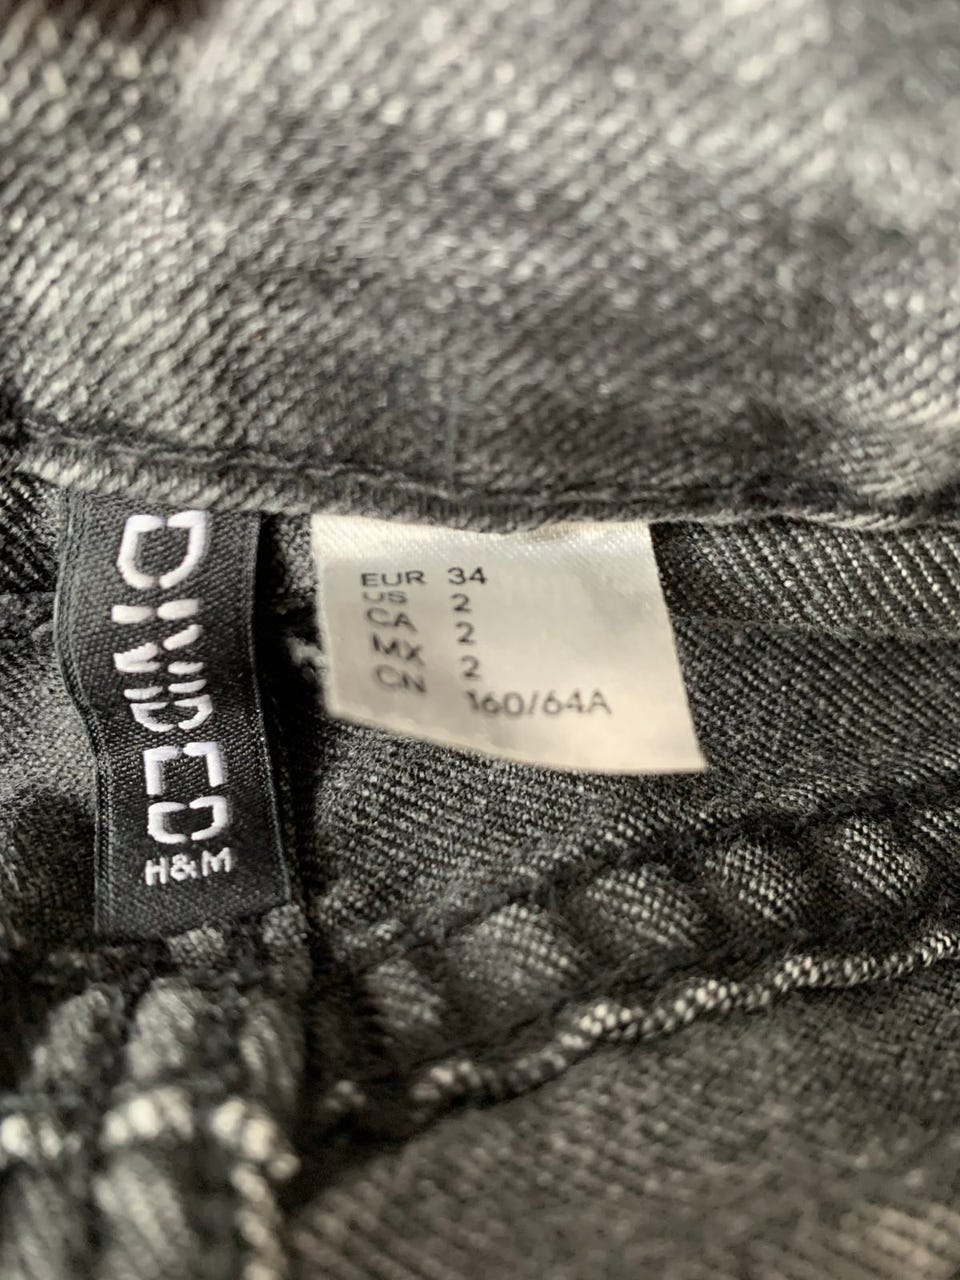 DIVIDED
H&M
EUR 34
US 2
CA 2
MX 2
CN 160/64A